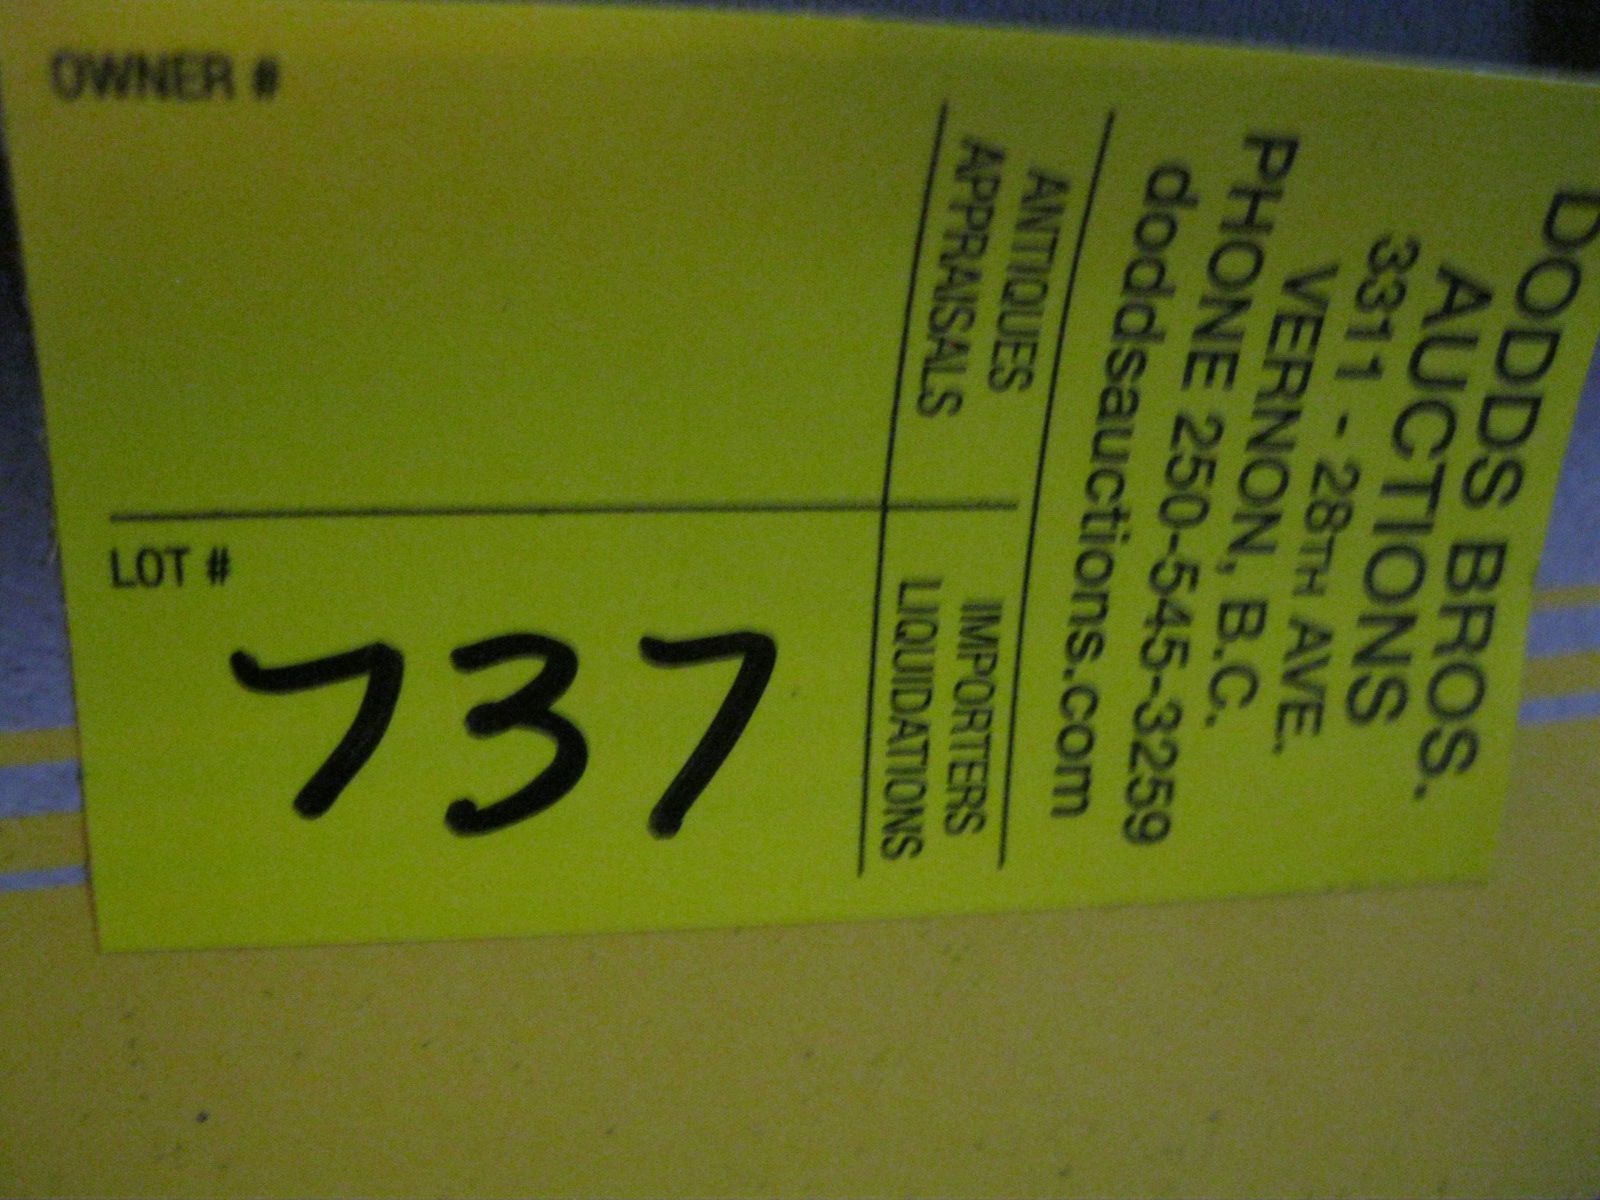 DODDS BROS.
AUCTIONS
3311 - 28TH AVE.
VERNON, B.C.
PHONE 250-545-3259
doddsauctions.com
ANTIQUES
APPRAISALS
IMPORTERS
LIQUIDATIONS
OWNER #
LOT #
737